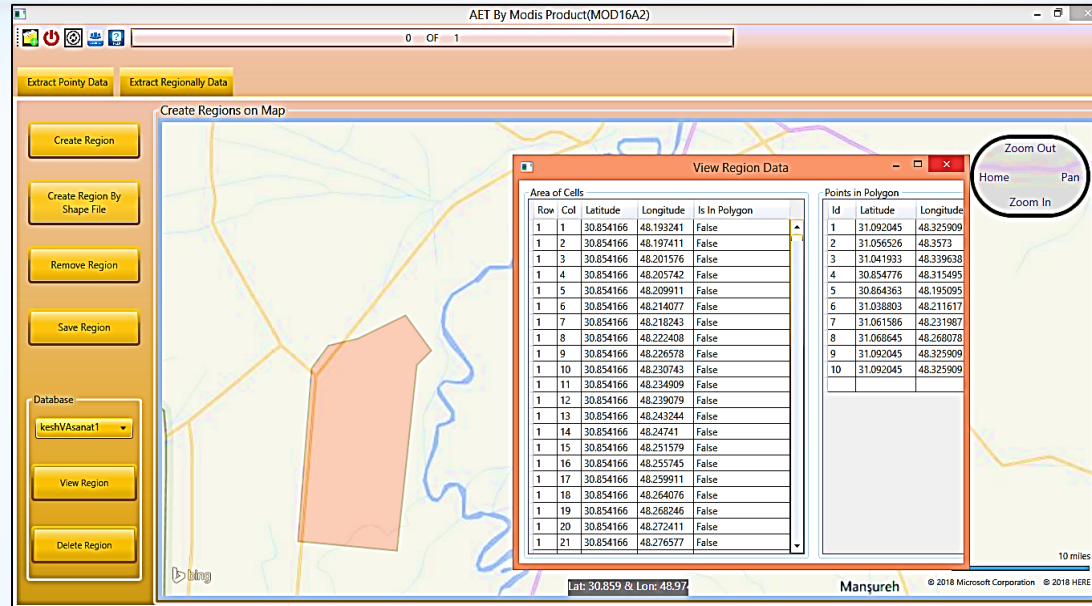 AET By Modis Product(MOD16A2)
0 OF 1
Extract Pointy Data Extract Regionally Data
Create Regions on Map
Create Region
Create Region By
Shape File
Remove Region
Save Region
Database
keshVAsanat1
View Region
Delete Region
Zoom Out
Home Pan
Zoom In
View Region Data
Area of Cells
Row Col Latitude Longitude Is In Polygon
1 1 30.854166 48.193241 False
1 2 30.854166 48.197411 False
1 3 30.854166 48.201576 False
1 4 30.854166 48.205742 False
1 5 30.854166 48.209911 False
1 6 30.854166 48.214077 False
1 7 30.854166 48.218243 False
1 8 30.854166 48.222408 False
1 9 30.854166 48.226578 False
1 10 30.854166 48.230743 False
1 11 30.854166 48.234909 False
1 12 30.854166 48.239079 False
1 13 30.854166 48.243244 False
1 14 30.854166 48.24741 False
1 15 30.854166 48.251579 False
1 16 30.854166 48.255745 False
1 17 30.854166 48.259911 False
1 18 30.854166 48.264076 False
1 19 30.854166 48.268246 False
1 20 30.854166 48.272411 False
1 21 30.854166 48.276577 False
Points in Polygon
Id Latitude Longitude
1 31.092045 48.325909
2 31.056526 48.3573
3 31.041933 48.339638
4 30.854776 48.315495
5 30.864363 48.195095
6 31.038803 48.211617
7 31.061586 48.231987
8 31.068645 48.268078
9 31.092045 48.325909
10 31.092045 48.325909
10 miles
bing
Lat: 30.859 & Lon: 48.97
Manşureh
© 2018 Microsoft Corporation © 2018 HERE